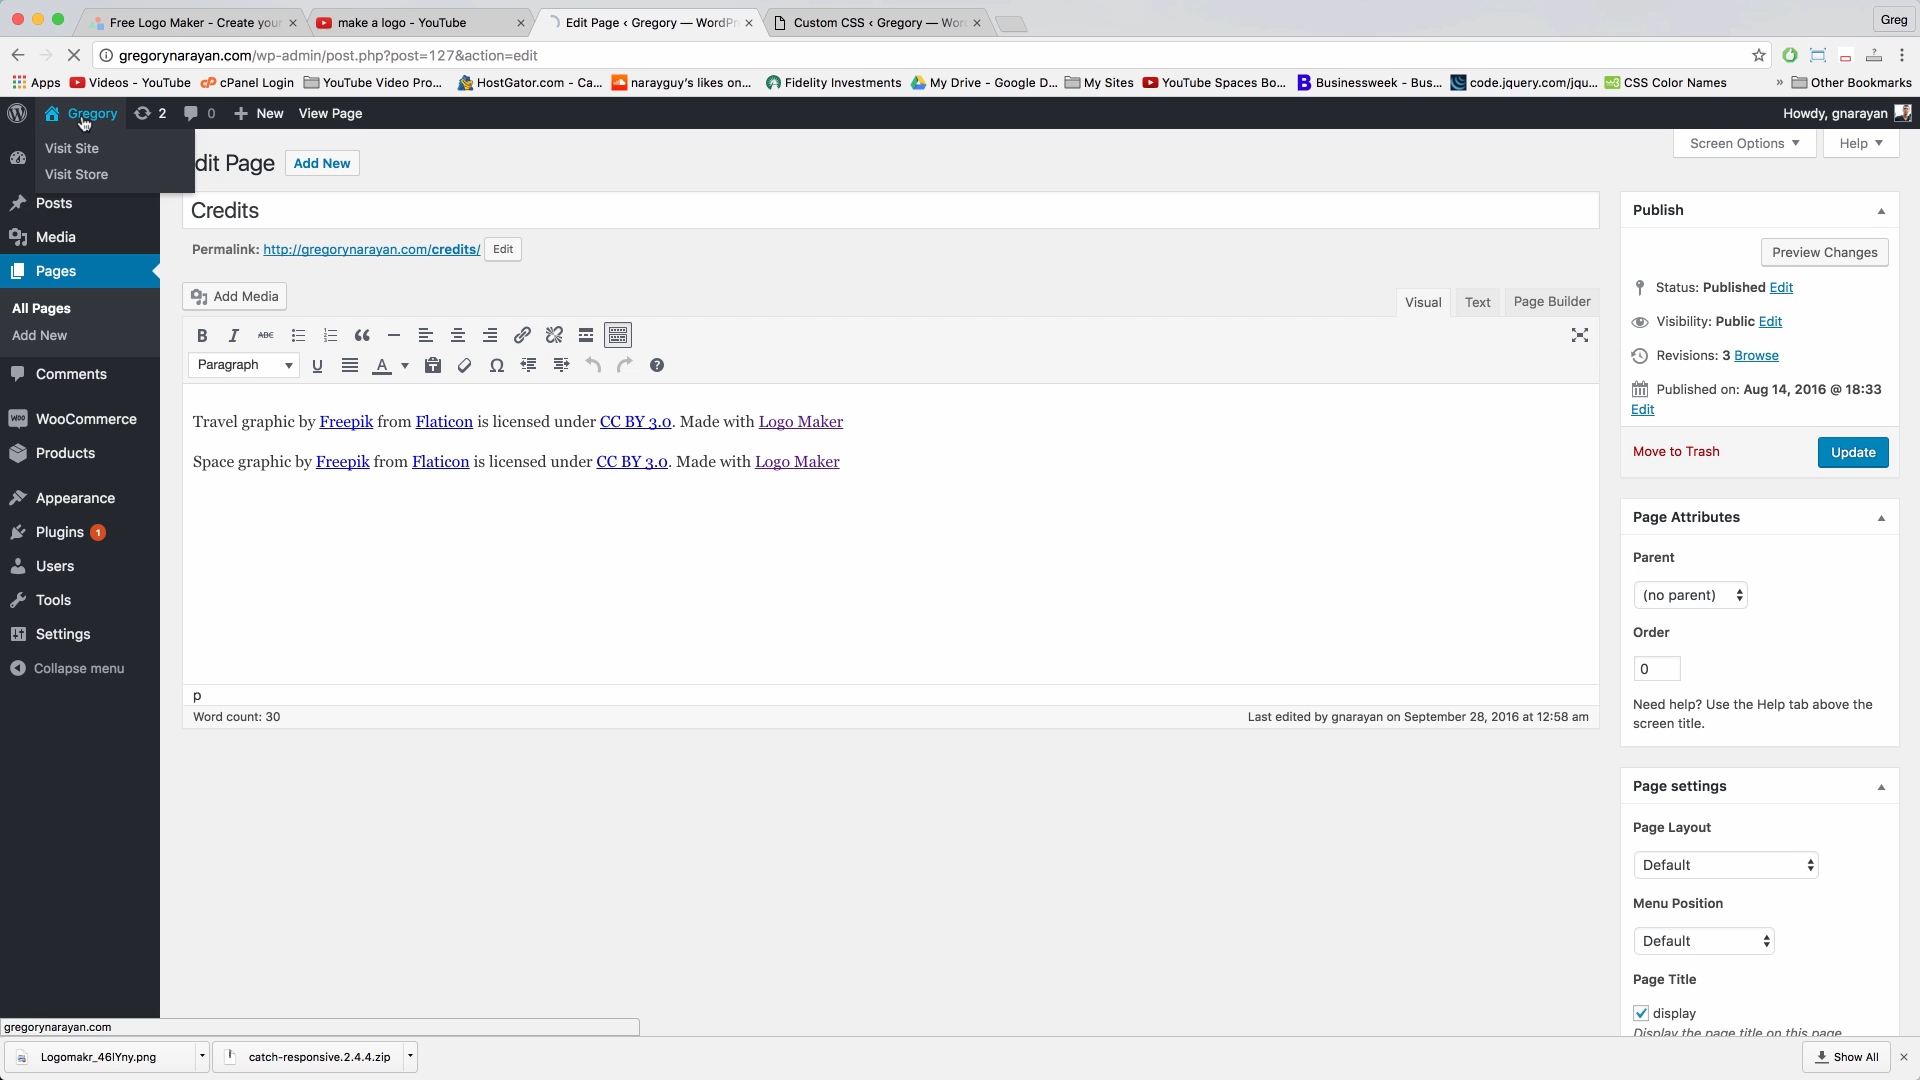 Free Logo Maker - Create your
make a logo - YouTube
Edit Page ‹ Gregory — WordPr
Custom CSS ‹ Gregory — Wor
Greg
gregorynarayan.com/wp-admin/post.php?post=127&action=edit
Apps
Videos - YouTube
cPanel Login
YouTube Video Pro...
HostGator.com - Ca...
narayguy's likes on...
Fidelity Investments
My Drive - Google D...
My Sites
YouTube Spaces Bo...
Businessweek - Bus...
code.jquery.com/jqu...
CSS Color Names
» Other Bookmarks
Gregory
2
0
+ New
View Page
Howdy, gnarayan
Visit Site
Visit Store
dit Page
Add New
Screen Options
Help
Posts
Media
Pages
All Pages
Add New
Comments
WooCommerce
Products
Appearance
Plugins 1
Users
Tools
Settings
Collapse menu
Credits
Permalink: http://gregorynarayan.com/credits/ Edit
Add Media
Visual
Text
Page Builder
B I ABC
Paragraph
U A Ω
Travel graphic by Freepik from Flaticon is licensed under CC BY 3.0. Made with Logo Maker
Space graphic by Freepik from Flaticon is licensed under CC BY 3.0. Made with Logo Maker
p
Word count: 30
Last edited by gnarayan on September 28, 2016 at 12:58 am
Publish
Preview Changes
Status: Published Edit
Visibility: Public Edit
Revisions: 3 Browse
Published on: Aug 14, 2016 @ 18:33
Edit
Move to Trash
Update
Page Attributes
Parent
(no parent)
Order
0
Need help? Use the Help tab above the
screen title.
Page settings
Page Layout
Default
Menu Position
Default
Page Title
display
Display the page title on this page
gregorynarayan.com
Logomakr_46lYny.png
catch-responsive.2.4.4.zip
Show All